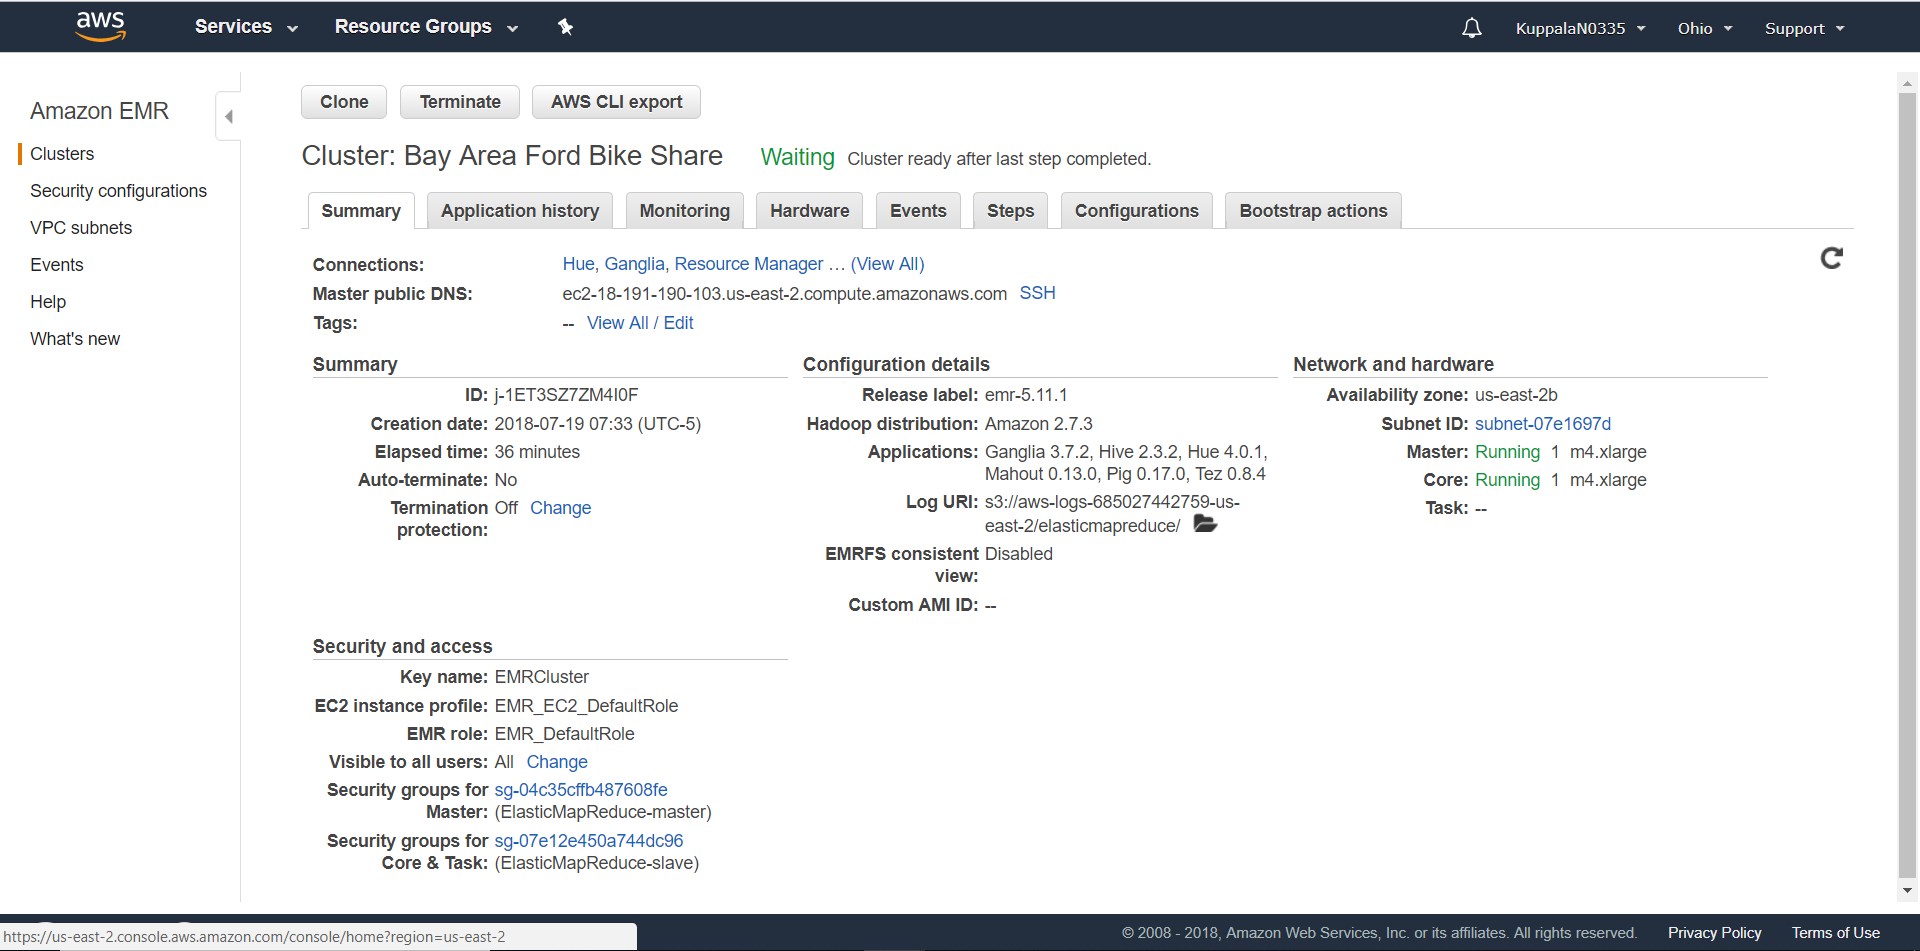 aws Services Resource Groups KuppalaN0335 Ohio Support
Amazon EMR
Clusters
Security configurations
VPC subnets
Events
Help
What's new
Clone Terminate AWS CLI export
Cluster: Bay Area Ford Bike Share Waiting Cluster ready after last step completed.
Summary Application history Monitoring Hardware Events Steps Configurations Bootstrap actions
Connections: Hue, Ganglia, Resource Manager … (View All)
Master public DNS: ec2-18-191-190-103.us-east-2.compute.amazonaws.com SSH
Tags: -- View All / Edit
Summary
ID: j-1ET3SZ7ZM4I0F
Creation date: 2018-07-19 07:33 (UTC-5)
Elapsed time: 36 minutes
Auto-terminate: No
Termination Off Change
protection:
Configuration details
Release label: emr-5.11.1
Hadoop distribution: Amazon 2.7.3
Applications: Ganglia 3.7.2, Hive 2.3.2, Hue 4.0.1,
Mahout 0.13.0, Pig 0.17.0, Tez 0.8.4
Log URI: s3://aws-logs-685027442759-us-
east-2/elasticmapreduce/
EMRFS consistent Disabled
view:
Custom AMI ID: --
Network and hardware
Availability zone: us-east-2b
Subnet ID: subnet-07e1697d
Master: Running 1 m4.xlarge
Core: Running 1 m4.xlarge
Task: --
Security and access
Key name: EMRCluster
EC2 instance profile: EMR_EC2_DefaultRole
EMR role: EMR_DefaultRole
Visible to all users: All Change
Security groups for sg-04c35cffb487608fe
Master: (ElasticMapReduce-master)
Security groups for sg-07e12e450a744dc96
Core & Task: (ElasticMapReduce-slave)
https://us-east-2.console.aws.amazon.com/console/home?region=us-east-2
© 2008 - 2018, Amazon Web Services, Inc. or its affiliates. All rights reserved. Privacy Policy Terms of Use